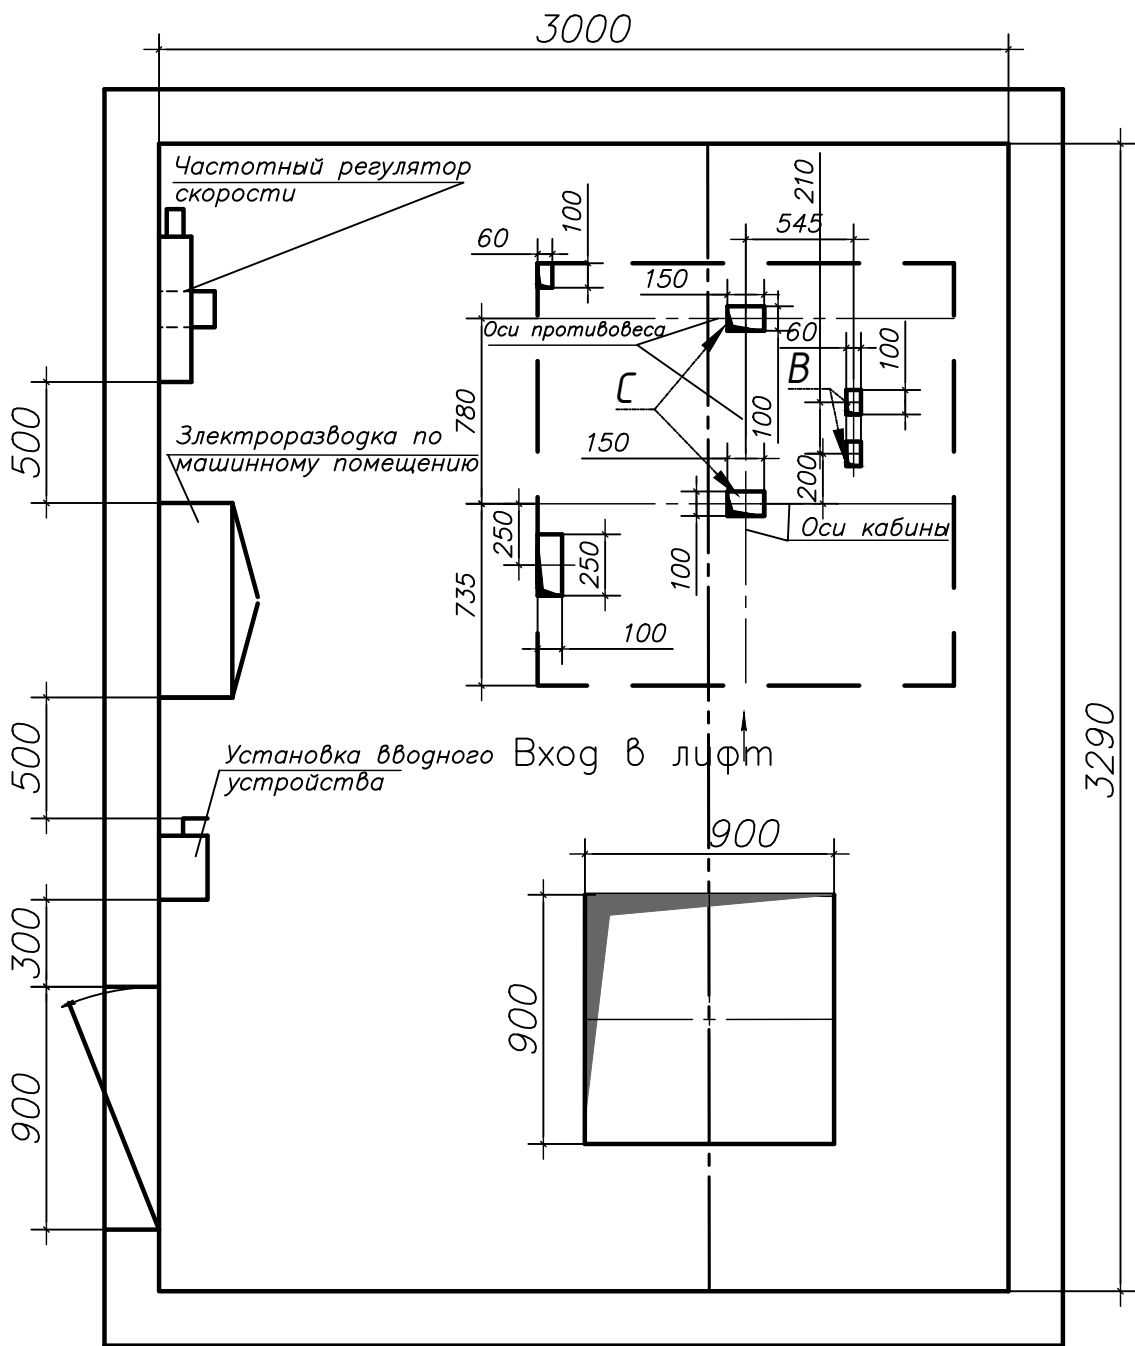 3000
Частотный регулятор
скорости
60
100
210
545
150
Оси противовеса
60
100
В
С
780
100
150
200
500
Электроразводка по
машинному помещению
250
250
Оси кабины
100
735
100
500
Установка вводного
устройства
Вход в лифт
3290
900
300
900
900